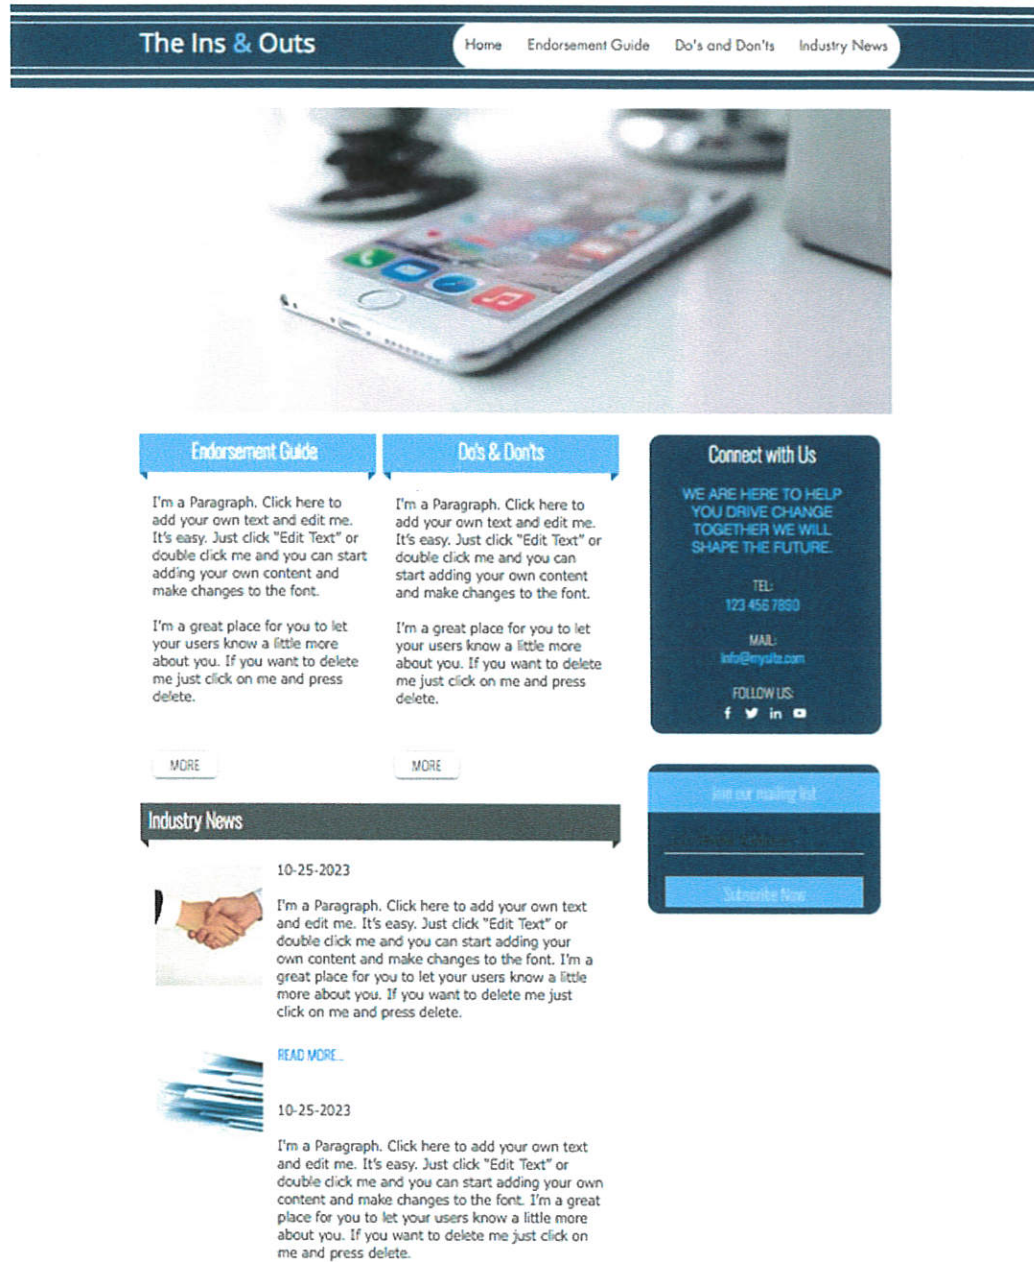 The Ins & Outs
Home Endorsement Guide Do's and Don'ts Industry News
Endorsement Guide
I'm a Paragraph. Click here to
add your own text and edit me.
It's easy. Just click "Edit Text" or
double click me and you can start
adding your own content and
make changes to the font.
I'm a great place for you to let
your users know a little more
about you. If you want to delete
me just click on me and press
delete.
MORE
Do's & Don'ts
I'm a Paragraph. Click here to
add your own text and edit me.
It's easy. Just click "Edit Text" or
double click me and you can
start adding your own content
and make changes to the font.
I'm a great place for you to let
your users know a little more
about you. If you want to delete
me just click on me and press
delete.
MORE
Connect with Us
WE ARE HERE TO HELP
YOU DRIVE CHANGE
TOGETHER WE WILL
SHAPE THE FUTURE.
TEL:
123 456 7890
MAIL:
info@mysite.com
FOLLOW US:
Join our mailing list
Subscribe Now
Industry News
10-25-2023
I'm a Paragraph. Click here to add your own text
and edit me. It's easy. Just click "Edit Text" or
double click me and you can start adding your
own content and make changes to the font. I'm a
great place for you to let your users know a little
more about you. If you want to delete me just
click on me and press delete.
READ MORE...
10-25-2023
I'm a Paragraph. Click here to add your own text
and edit me. It's easy. Just click "Edit Text" or
double click me and you can start adding your own
content and make changes to the font. I'm a great
place for you to let your users know a little more
about you. If you want to delete me just click on
me and press delete.